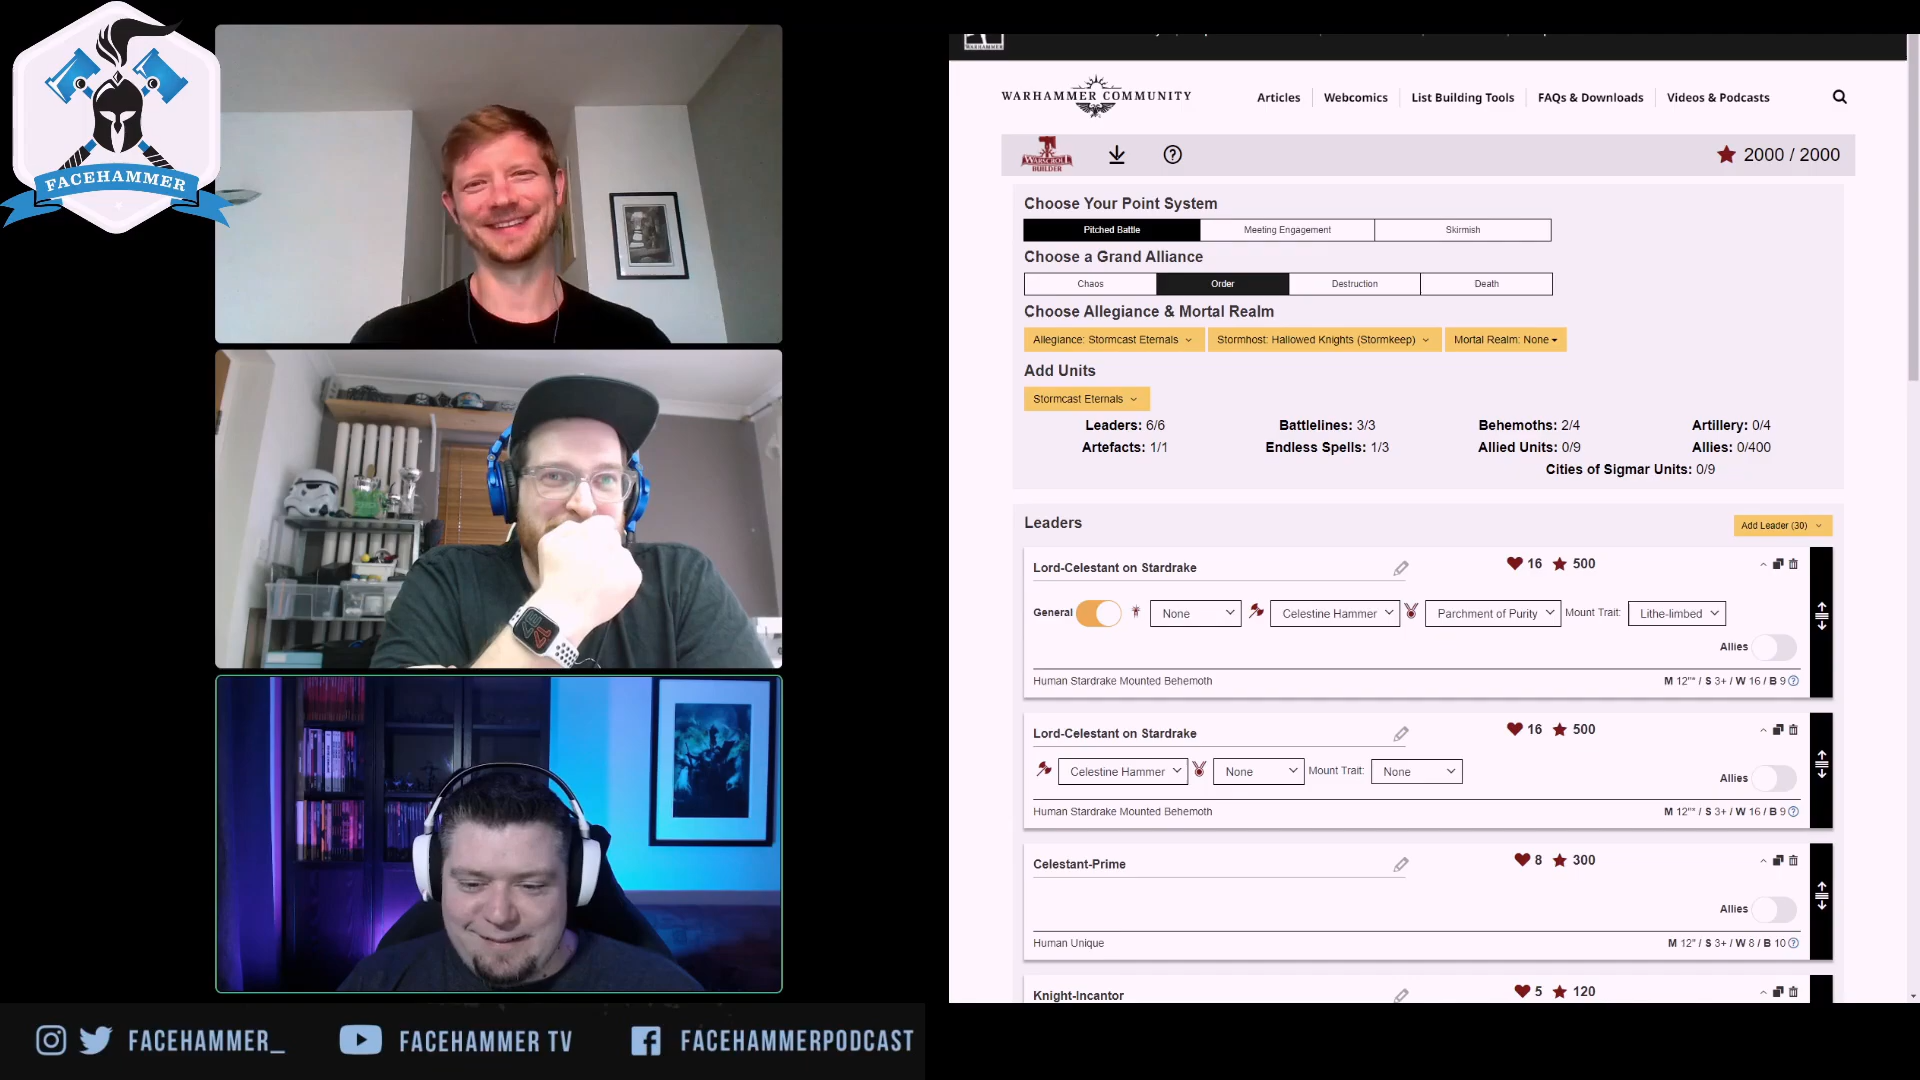 FACEHAMMER
WARHAMMER
WARHAMMER COMMUNITY
Articles
Webcomics
List Building Tools
FAQs & Downloads
Videos & Podcasts
WARSCROLL
BUILDER
2000 / 2000
Choose Your Point System
Pitched Battle
Meeting Engagement
Skirmish
Choose a Grand Alliance
Chaos
Order
Destruction
Death
Choose Allegiance & Mortal Realm
Allegiance: Stormcast Eternals
Stormhost: Hallowed Knights (Stormkeep)
Mortal Realm: None
Add Units
Stormcast Eternals
Leaders: 6/6
Battlelines: 3/3
Behemoths: 2/4
Artillery: 0/4
Artefacts: 1/1
Endless Spells: 1/3
Allied Units: 0/9
Allies: 0/400
Cities of Sigmar Units: 0/9
Leaders
Add Leader (30)
Lord-Celestant on Stardrake
16
500
General
None
Celestine Hammer
Parchment of Purity
Mount Trait:
Lithe-limbed
Allies
Human Stardrake Mounted Behemoth
M 12"* / S 3+ / W 16 / B 9
Lord-Celestant on Stardrake
16
500
Celestine Hammer
None
Mount Trait:
None
Allies
Human Stardrake Mounted Behemoth
M 12"* / S 3+ / W 16 / B 9
Celestant-Prime
8
300
Allies
Human Unique
M 12" / S 3+ / W 8 / B 10
Knight-Incantor
5
120
FACEHAMMER_
FACEHAMMER TV
FACEHAMMERPODCAST